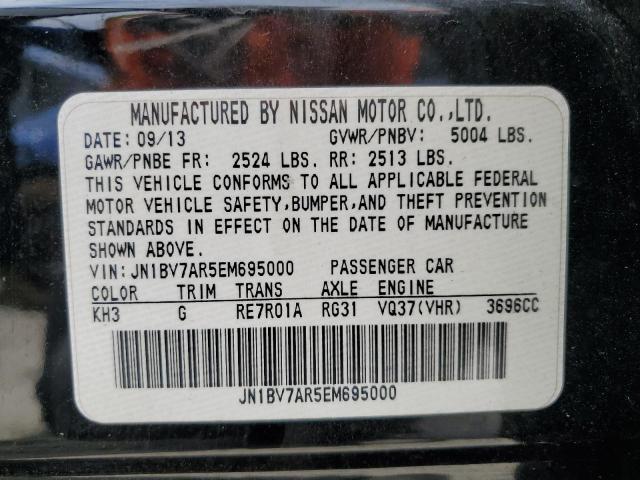 MANUFACTURED BY NISSAN MOTOR CO.,LTD.
DATE: 09/13 GVWR/PNBV: 5004 LBS.
GAWR/PNBE FR: 2524 LBS. RR: 2513 LBS.
THIS VEHICLE CONFORMS TO ALL APPLICABLE FEDERAL
MOTOR VEHICLE SAFETY,BUMPER,AND THEFT PREVENTION
STANDARDS IN EFFECT ON THE DATE OF MANUFACTURE
SHOWN ABOVE.
VIN:JN1BV7AR5EM695000 PASSENGER CAR
COLOR TRIM TRANS AXLE ENGINE
KH3 G RE7R01A RG31 VQ37(VHR) 3696CC
JN1BV7AR5EM695000